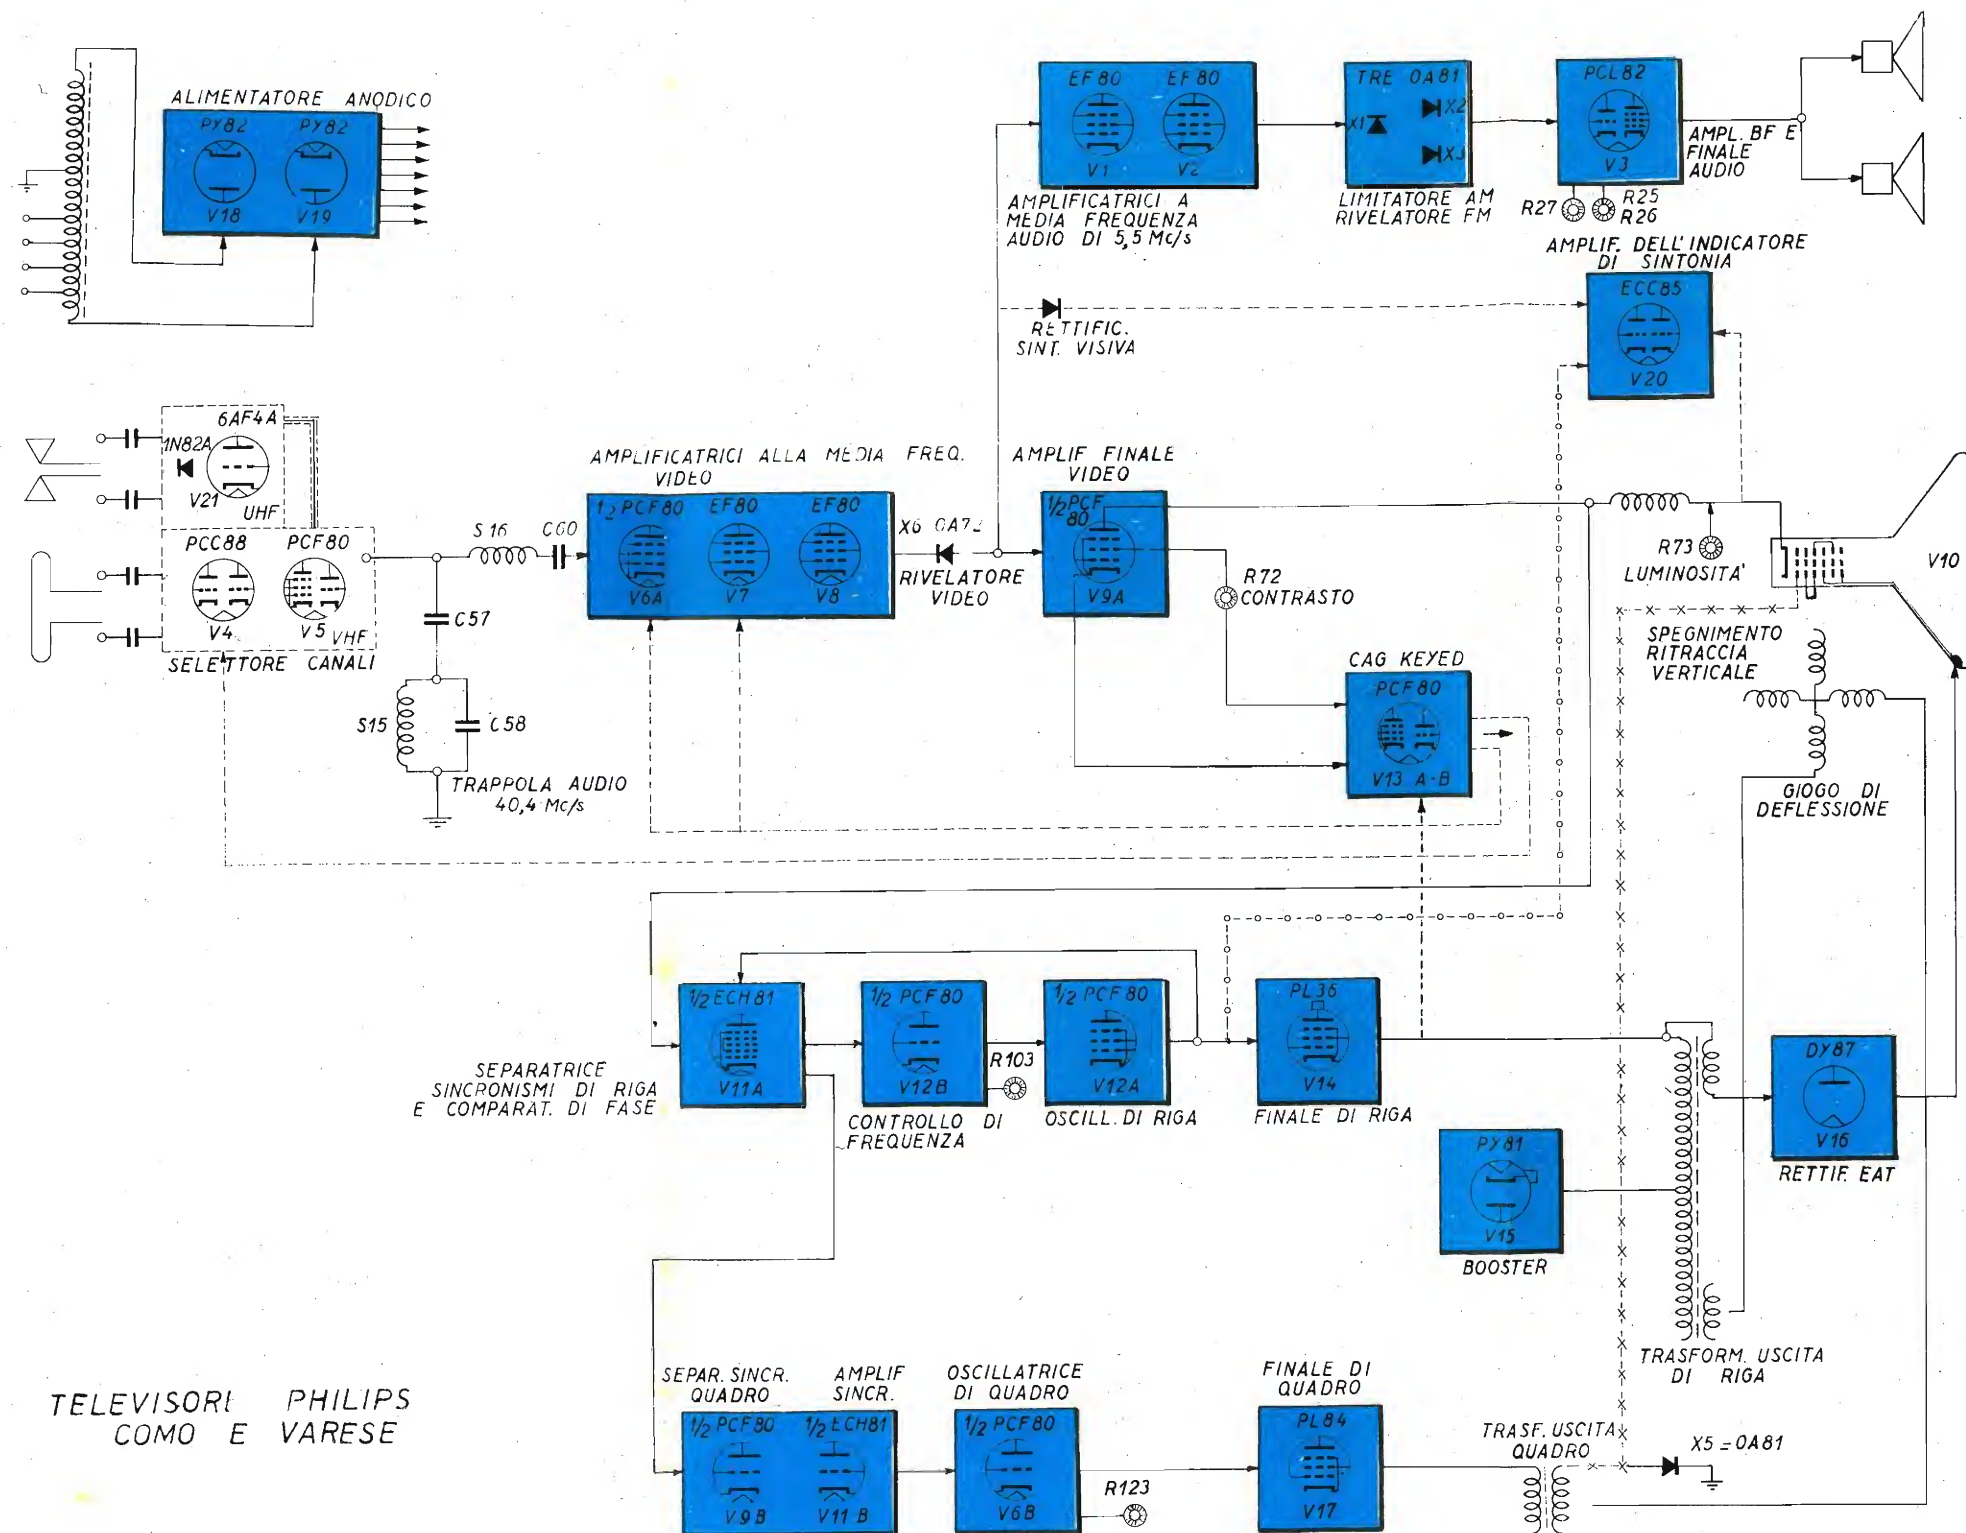 ALIMENTATORE ANODICO
PY82 PY82
V18 V19
EF80 EF80
V1 V2
AMPLIFICATRICI A
MEDIA FREQUENZA
AUDIO DI 5,5 Mc/s
TRE OA81
X1
X2
X3
LIMITATORE AM
RIVELATORE FM
PCL82
V3
AMPL. BF E
FINALE
AUDIO
R27
R25
R26
AMPLIF. DELL'INDICATORE
DI SINTONIA
ECC85
V20
RETTIFIC.
SINT. VISIVA
6AF4A
1N82A
V21
UHF
PCC88 PCF80
V4 V5 VHF
SELETTORE CANALI
S16 C60
C57
S15 C58
TRAPPOLA AUDIO
40,4 Mc/s
AMPLIFICATRICI ALLA MEDIA FREQ.
VIDEO
1/2 PCF80 EF80 EF80
V6A V7 V8
X6 OA72
RIVELATORE
VIDEO
AMPLIF FINALE
VIDEO
1/2 PCF
80
V9A
R72
CONTRASTO
CAG KEYED
PCF80
V13 A-B
R73
LUMINOSITA'
V10
SPEGNIMENTO
RITRACCIA
VERTICALE
GIOGO DI
DEFLESSIONE
1/2 ECH81
V11A
SEPARATRICE
SINCRONISMI DI RIGA
E COMPARAT. DI FASE
1/2 PCF80
V12B
CONTROLLO DI
FREQUENZA
R103
1/2 PCF80
V12A
OSCILL. DI RIGA
PL36
V14
FINALE DI RIGA
DY87
V16
RETTIF. EAT
PY81
V15
BOOSTER
TRASFORM. USCITA
DI RIGA
SEPAR. SINCR.
QUADRO
AMPLIF
SINCR.
1/2 PCF80 1/2 ECH81
V9B V11 B
OSCILLATRICE
DI QUADRO
1/2 PCF80
V6B
R123
FINALE DI
QUADRO
PL84
V17
TRASF. USCITA
QUADRO
X5=OA81
TELEVISORI PHILIPS
COMO E VARESE